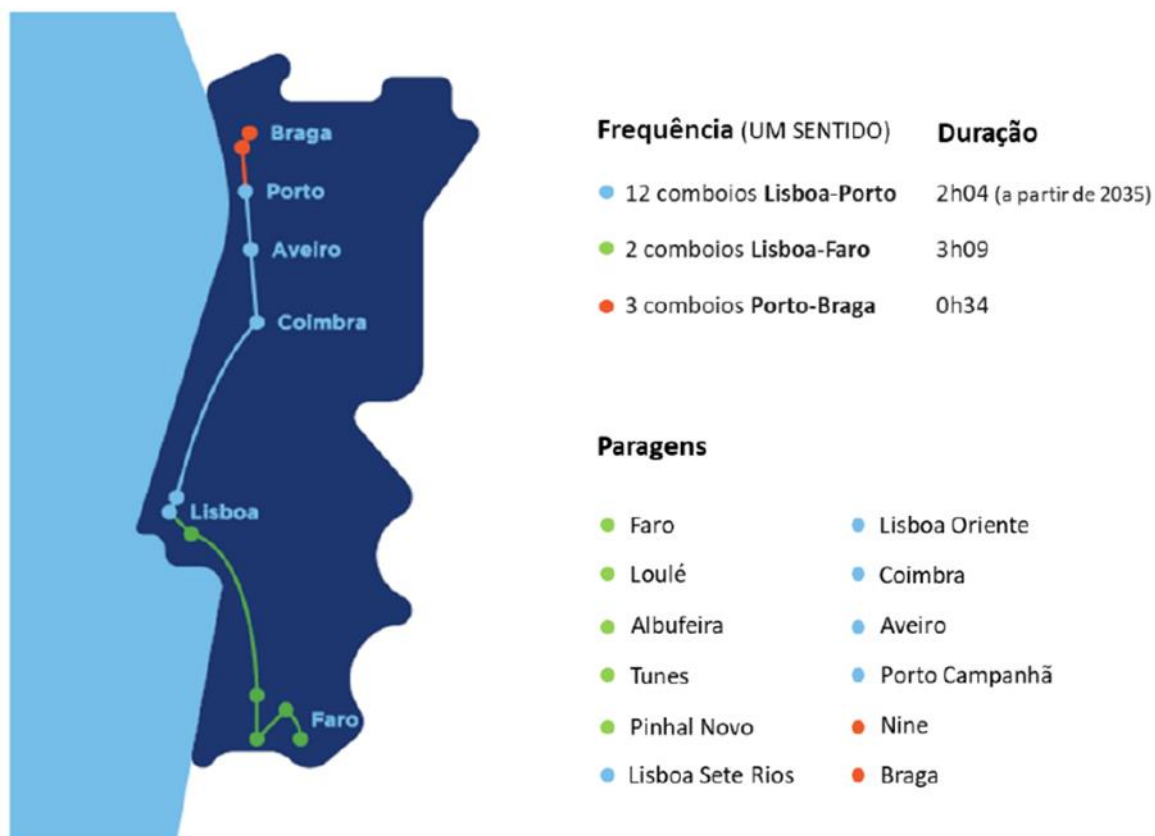 Braga
Porto
Aveiro
Coimbra
Lisboa
Faro
Frequência (UM SENTIDO) Duração
12 comboios Lisboa-Porto 2h04 (a partir de 2035)
2 comboios Lisboa-Faro 3h09
3 comboios Porto-Braga 0h34
Paragens
Faro
Loulé
Albufeira
Tunes
Pinhal Novo
Lisboa Sete Rios
Lisboa Oriente
Coimbra
Aveiro
Porto Campanhã
Nine
Braga